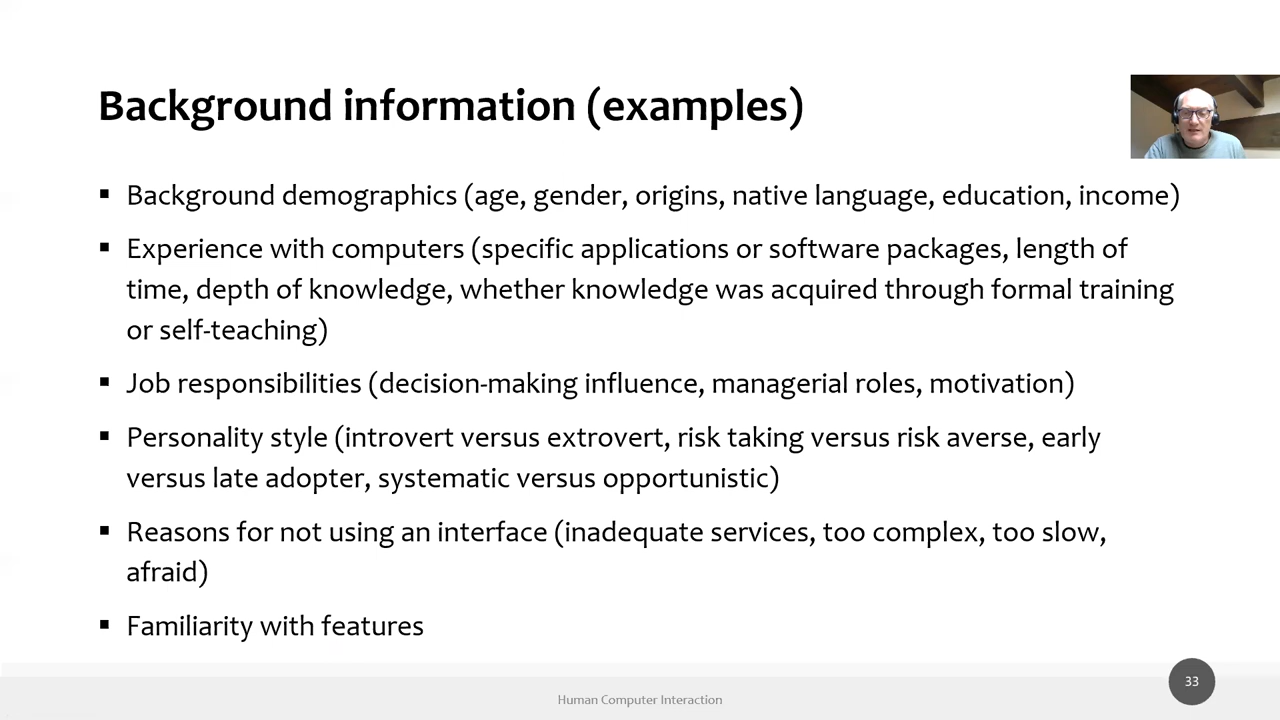 Background information (examples)
▪ Background demographics (age, gender, origins, native language, education, income)
▪ Experience with computers (specific applications or software packages, length of
time, depth of knowledge, whether knowledge was acquired through formal training
or self-teaching)
▪ Job responsibilities (decision-making influence, managerial roles, motivation)
▪ Personality style (introvert versus extrovert, risk taking versus risk averse, early
versus late adopter, systematic versus opportunistic)
▪ Reasons for not using an interface (inadequate services, too complex, too slow,
afraid)
▪ Familiarity with features
Human Computer Interaction
33